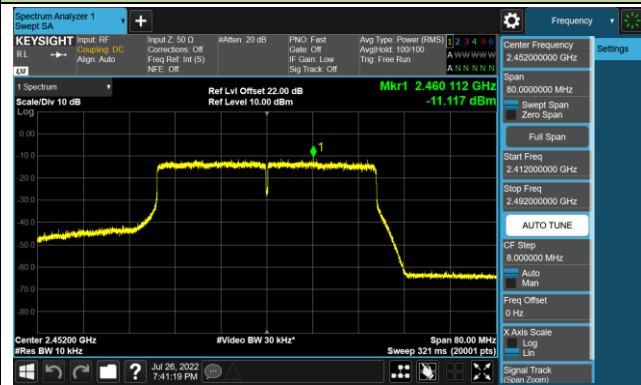 Spectrum Analyzer 1
Swept SA
+
Frequency
KEYSIGHT
RL
LXI
Input: RF
Coupling: DC
Align: Auto
Input Z: 50 Ω
Corrections: Off
Freq Ref: Int (S)
NFE: Off
#Atten: 20 dB
PNO: Fast
Gate: Off
IF Gain: Low
Sig Track: Off
Avg Type: Power (RMS)
Avg|Hold: 100/100
Trig: Free Run
1 2 3 4 5 6
A W W W W W
A N N N N N
1 Spectrum
Scale/Div 10 dB
Log
Ref Lvl Offset 22.00 dB
Ref Level 10.00 dBm
Mkr1 2.460 112 GHz
-11.117 dBm
1
0.00
-10.0
-20.0
-30.0
-40.0
-50.0
-60.0
-70.0
-80.0
Center 2.45200 GHz
#Res BW 10 kHz
#Video BW 30 kHz*
Span 80.00 MHz
Sweep 321 ms (20001 pts)
Jul 26, 2022
7:41:19 PM
?
Center Frequency
2.452000000 GHz
Span
80.0000000 MHz
Swept Span
Zero Span
Full Span
Start Freq
2.412000000 GHz
Stop Freq
2.492000000 GHz
AUTO TUNE
CF Step
8.000000 MHz
Auto
Man
Freq Offset
0 Hz
X Axis Scale
Log
Lin
Signal Track
(Span Zoom)
Settings